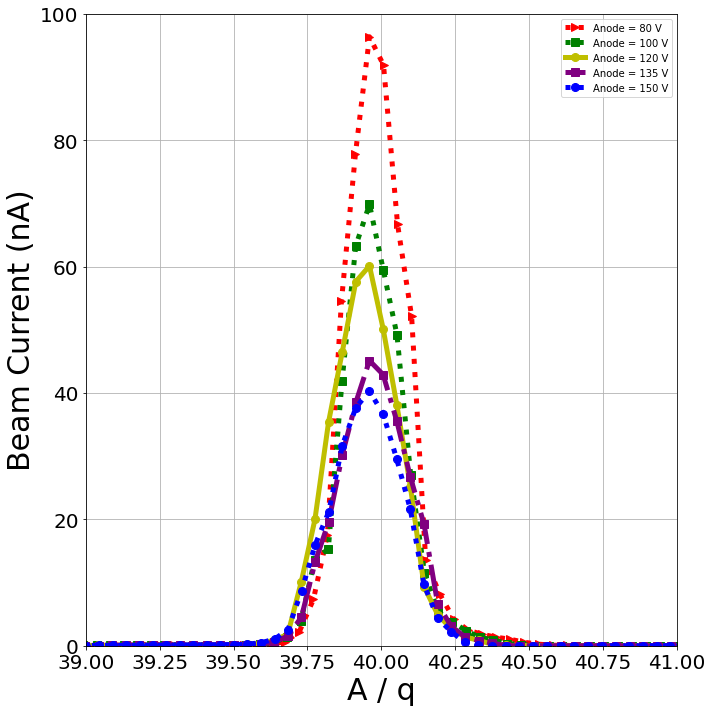 100
80
60
40
20
0
Beam Current (nA)
Anode = 80 V
Anode = 100 V
Anode = 120 V
Anode = 135 V
Anode = 150 V
39.00 39.25 39.50 39.75 40.00 40.25 40.50 40.75 41.00
A / q